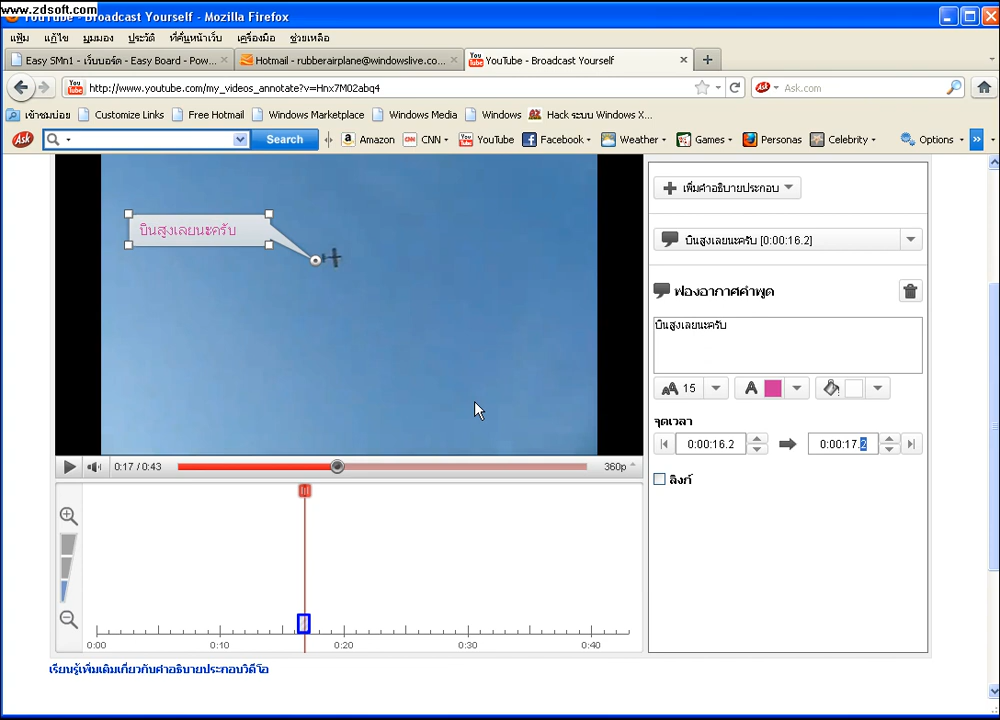 www.zdsoft.com
YouTube - Broadcast Yourself - Mozilla Firefox
แฟ้ม แก้ไข มุมมอง ประวัติ ที่คั่นหน้าเว็บ เครื่องมือ ช่วยเหลือ
Easy SMn1 - เว็บบอร์ด - Easy Board - Pow...
Hotmail - rubberairplane@windowslive.co...
YouTube - Broadcast Yourself
http://www.youtube.com/my_videos_annotate?v=Hnx7M02abq4
Ask.com
เข้าชมบ่อย Customize Links Free Hotmail Windows Marketplace Windows Media Windows Hack ระบบ Windows X...
Ask Search Amazon CNN YouTube Facebook Weather Games Personas Celebrity Options
บินสูงเลยนะครับ
0:17 / 0:43
360p
0:00 0:10 0:20 0:30 0:40
เรียนรู้เพิ่มเติมเกี่ยวกับคำอธิบายประกอบวิดีโอ
เพิ่มคำอธิบายประกอบ
บินสูงเลยนะครับ [0:00:16.2]
ฟองอากาศคำพูด
บินสูงเลยนะครับ
15
จุดเวลา
0:00:16.2 0:00:17.2
ลิงก์